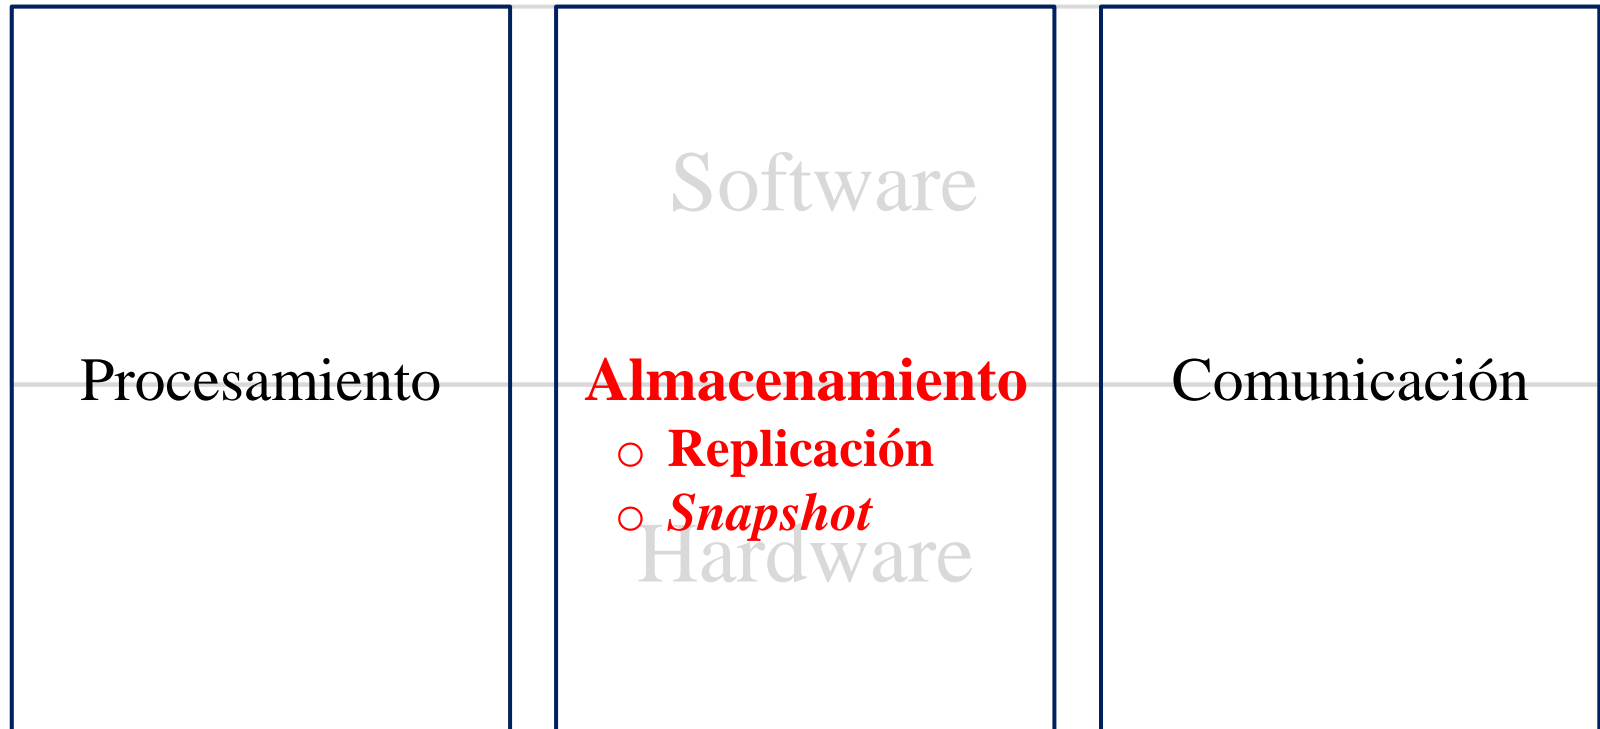 Software
Procesamiento
Almacenamiento
Comunicación
o Replicación
o Snapshot
Hardware